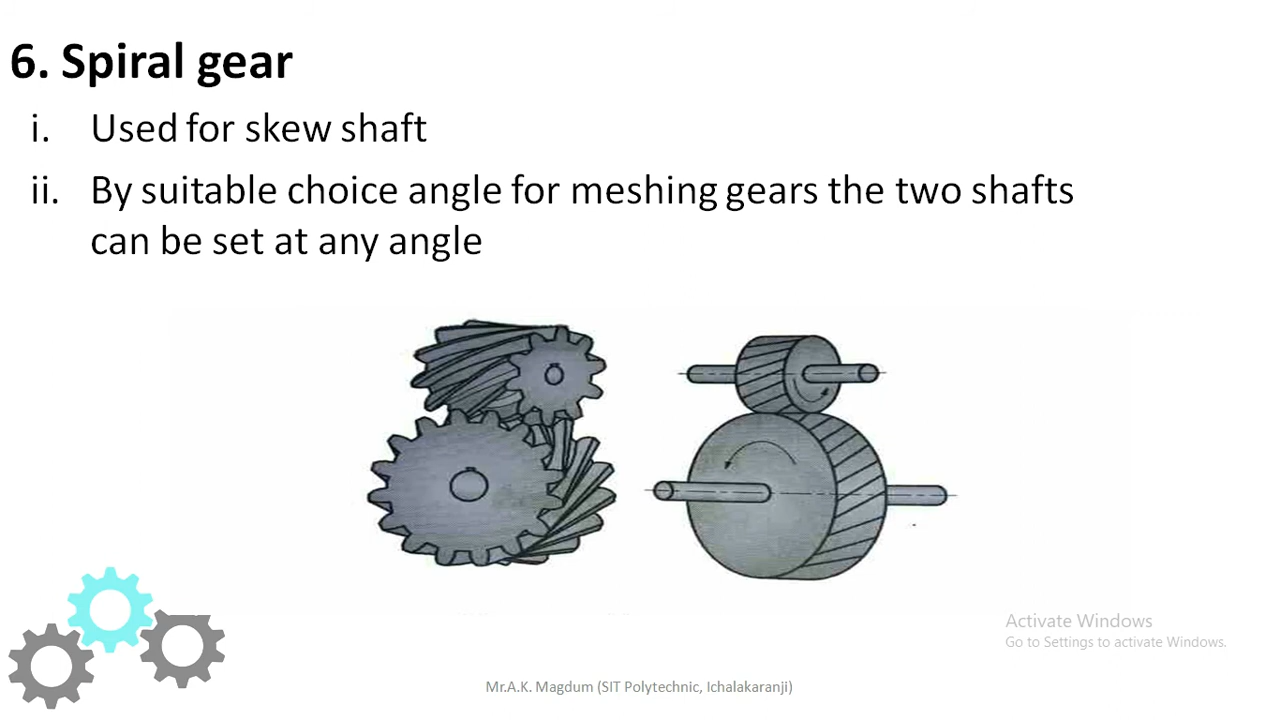 6. Spiral gear
i. Used for skew shaft
ii. By suitable choice angle for meshing gears the two shafts
can be set at any angle
Activate Windows
Go to Settings to activate Windows.
Mr.A.K. Magdum (SIT Polytechnic, Ichalakaranji)